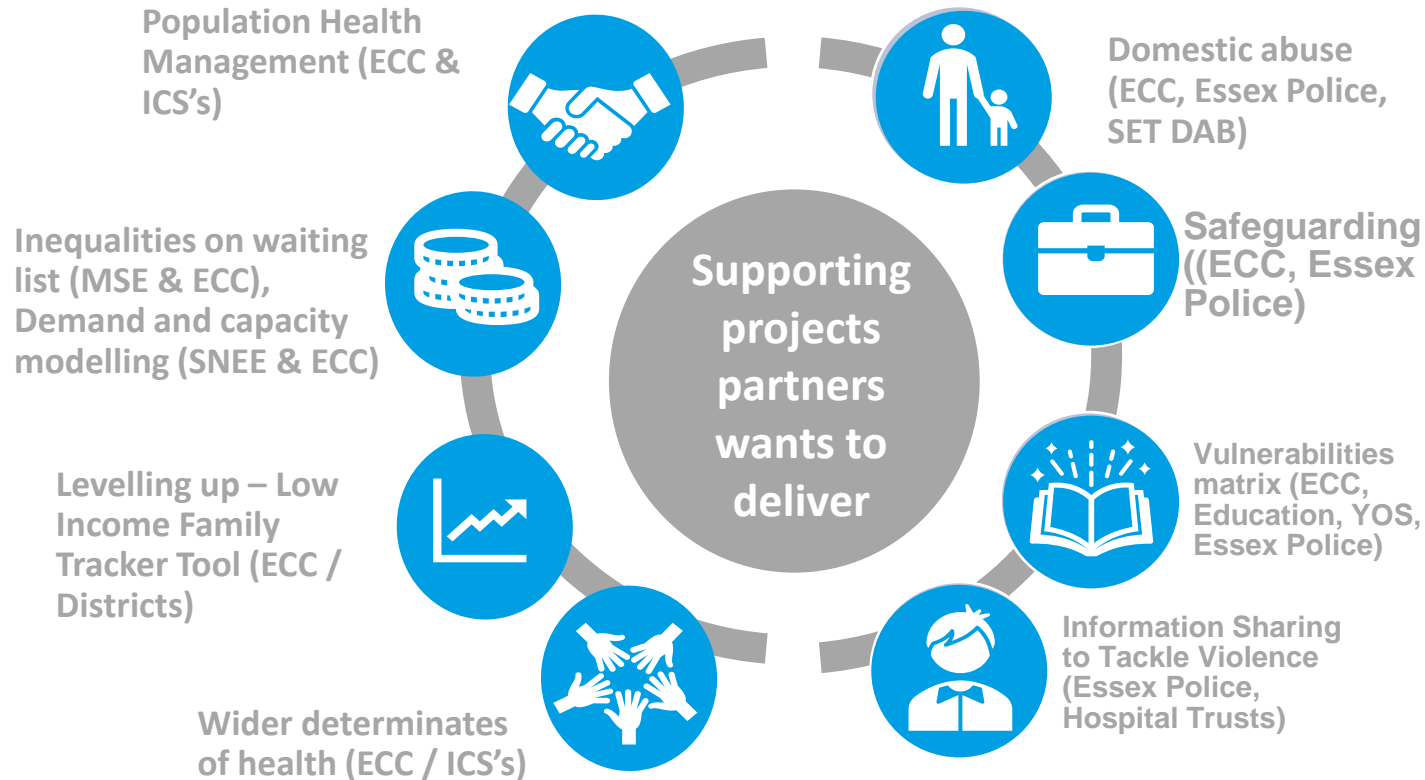 Population Health
Management (ECC &
ICS's)
Inequalities on waiting
list (MSE & ECC),
Demand and capacity
modelling (SNEE & ECC)
Levelling up – Low
Income Family
Tracker Tool (ECC /
Districts)
Wider determinates
of health (ECC / ICS's)
Supporting
projects
partners
wants to
deliver
Domestic abuse
(ECC, Essex Police,
SET DAB)
Safeguarding
((ECC, Essex
Police)
Vulnerabilities
matrix (ECC,
Education, YOS,
Essex Police)
Information Sharing
to Tackle Violence
(Essex Police,
Hospital Trusts)